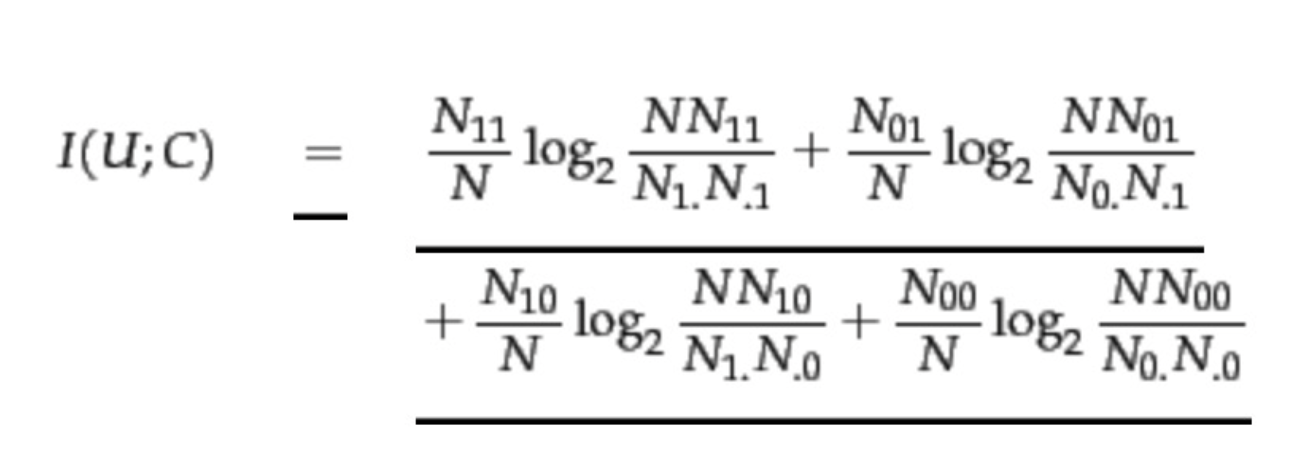 I(U;C) = N₁₁/N log₂ NN₁₁/N₁.N.₁ + N₀₁/N log₂ NN₀₁/N₀.N.₁
+ N₁₀/N log₂ NN₁₀/N₁.N.₀ + N₀₀/N log₂ NN₀₀/N₀.N.₀